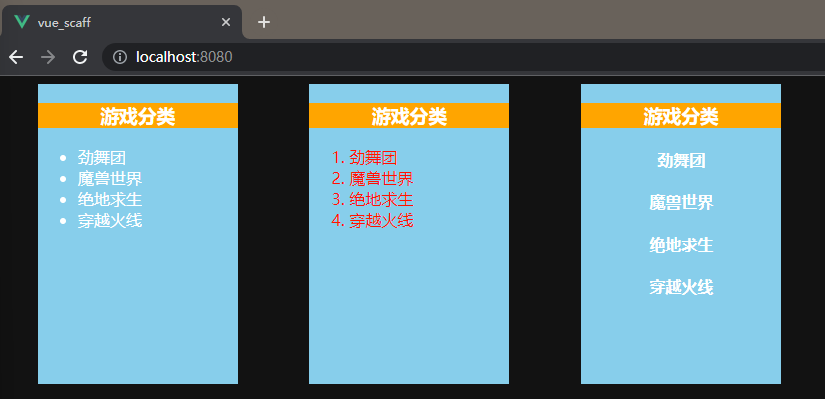 vue_scaff
localhost:8080
游戏分类
• 劲舞团
• 魔兽世界
• 绝地求生
• 穿越火线
游戏分类
1. 劲舞团
2. 魔兽世界
3. 绝地求生
4. 穿越火线
游戏分类
劲舞团
魔兽世界
绝地求生
穿越火线